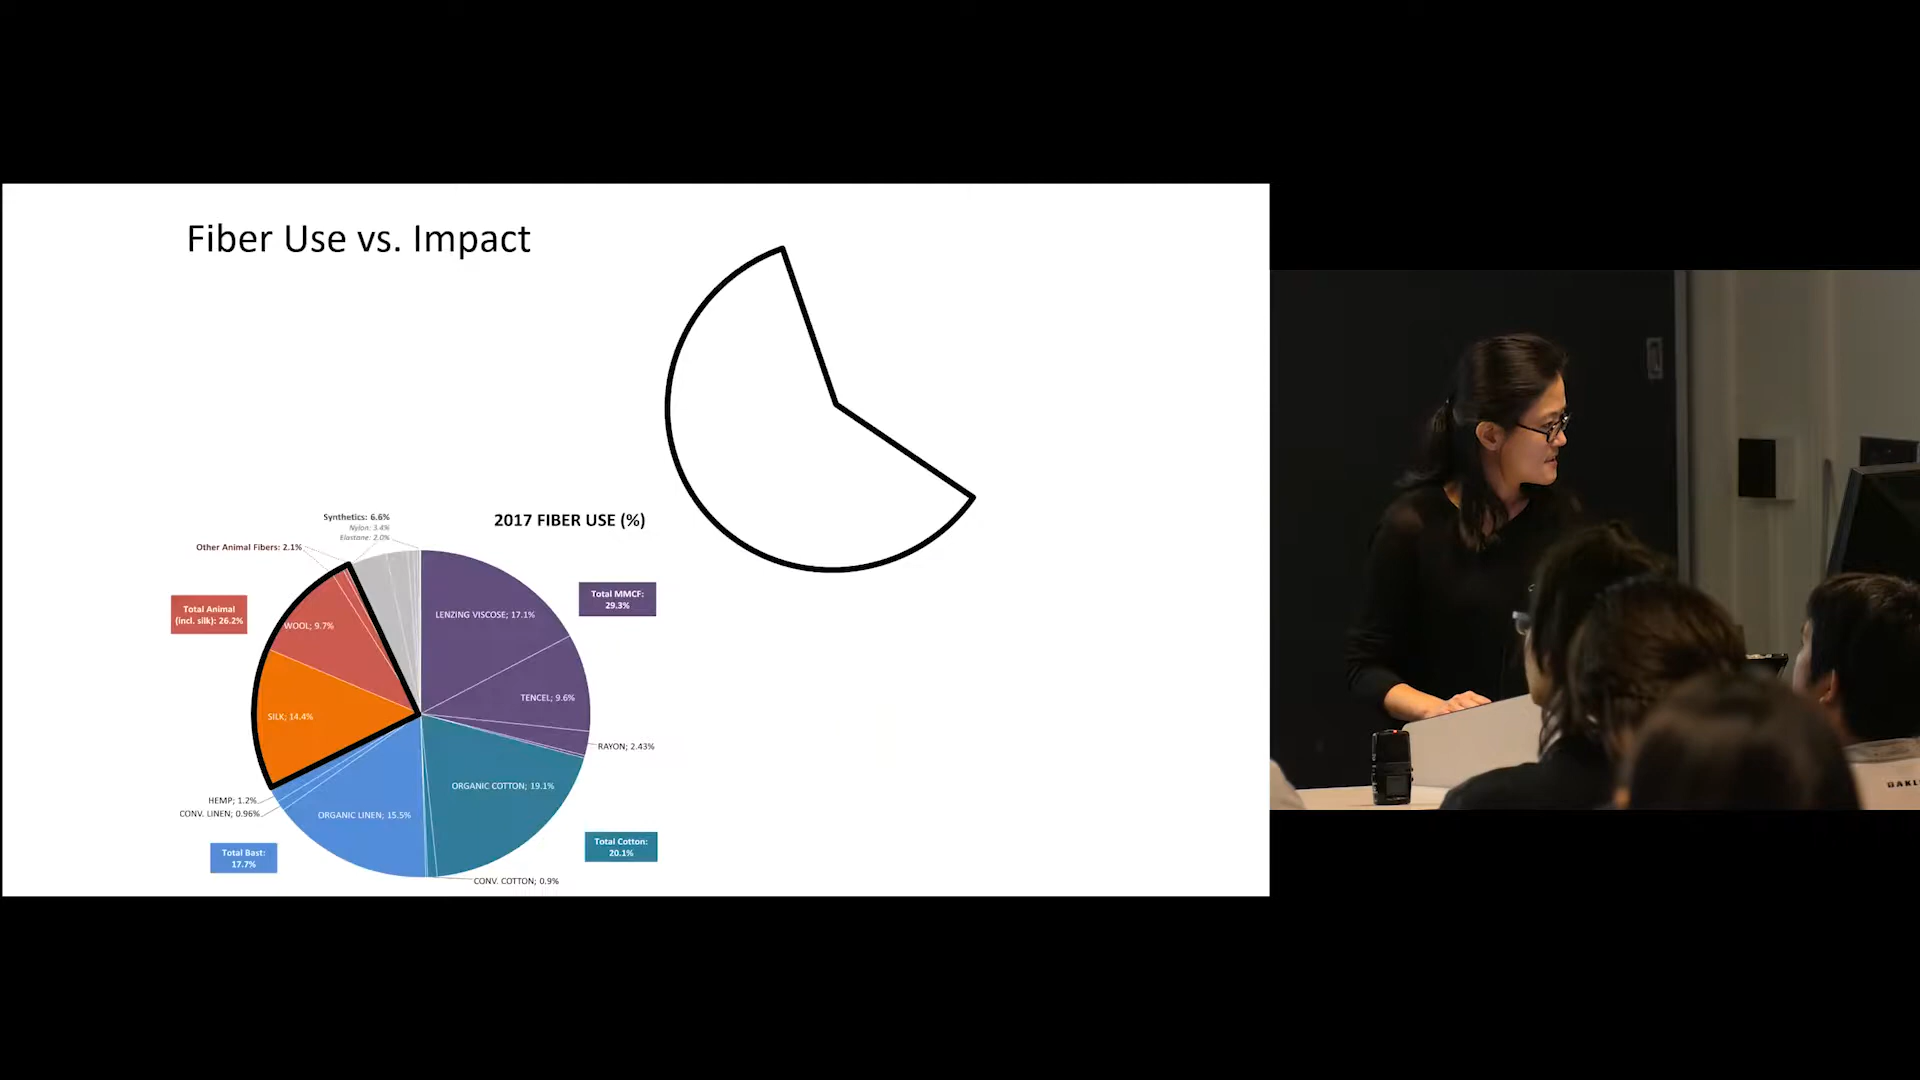 Fiber Use vs. Impact
2017 FIBER USE (%)
Synthetics: 6.6%
Nylon: 3.4%
Elastane: 2.0%
Other Animal Fibers: 2.1%
Total Animal
(incl. silk): 26.2%
WOOL; 9.7%
SILK; 14.4%
LENZING VISCOSE; 17.1%
Total MMCF:
29.3%
TENCEL; 9.6%
RAYON; 2.43%
ORGANIC COTTON; 19.1%
Total Cotton:
20.1%
CONV. COTTON; 0.9%
HEMP; 1.2%
CONV. LINEN; 0.96%
ORGANIC LINEN; 15.5%
Total Bast:
17.7%